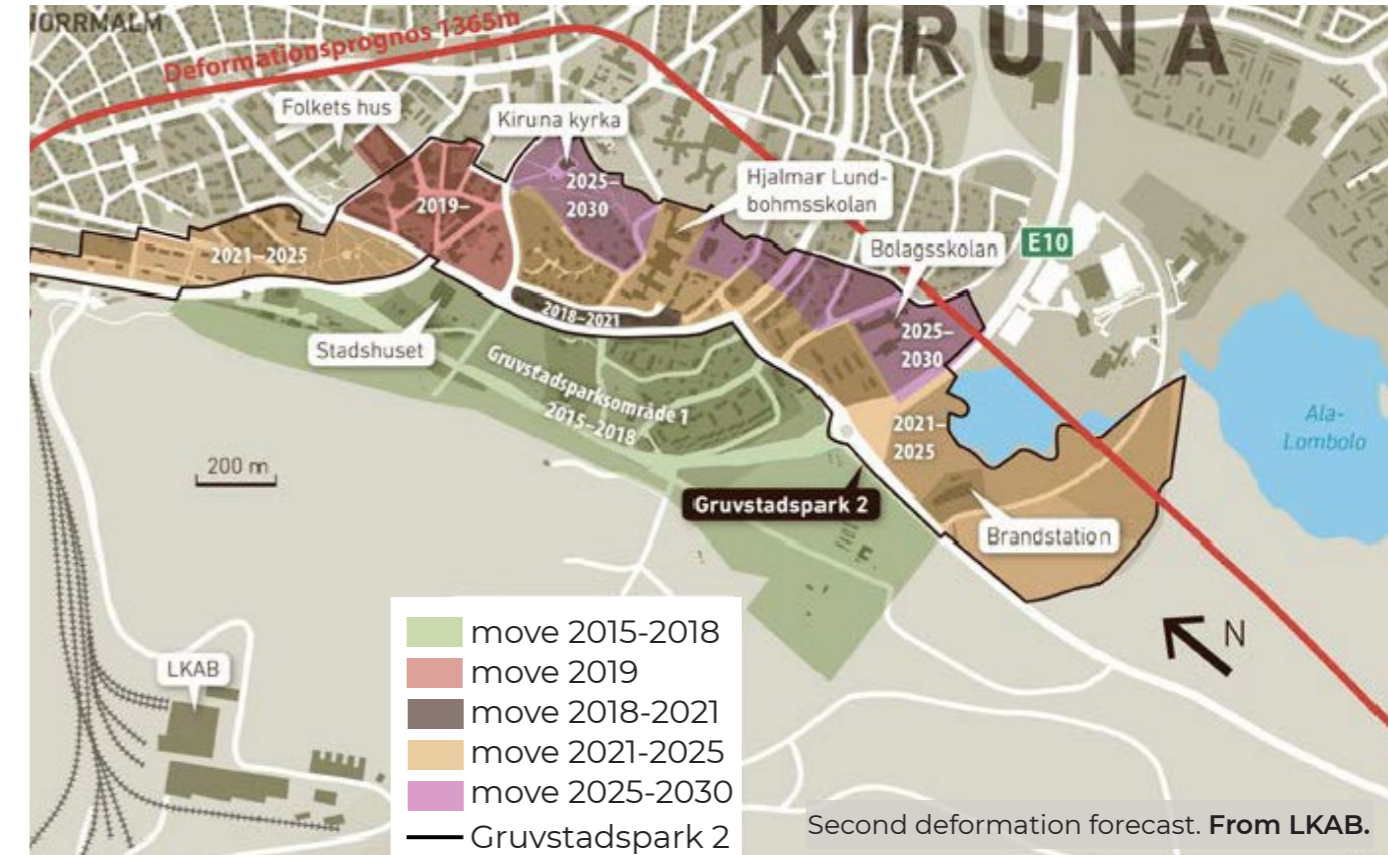 NORRMALM
Deformationsprognos 1365m
KIRUNA
Folkets hus
Kiruna kyrka
2025–
2030
Hjalmar Lund-
bohmsskolan
2019–
Bolagsskolan
E10
2021–2025
2018–2021
Stadshuset
2025–
2030
Gruvstadsparksområde 1
2015–2018
2021–
2025
Ala-
Lombolo
200 m
Gruvstadspark 2
Brandstation
N
LKAB
move 2015-2018
move 2019
move 2018-2021
move 2021-2025
move 2025-2030
Gruvstadspark 2
Second deformation forecast. From LKAB.